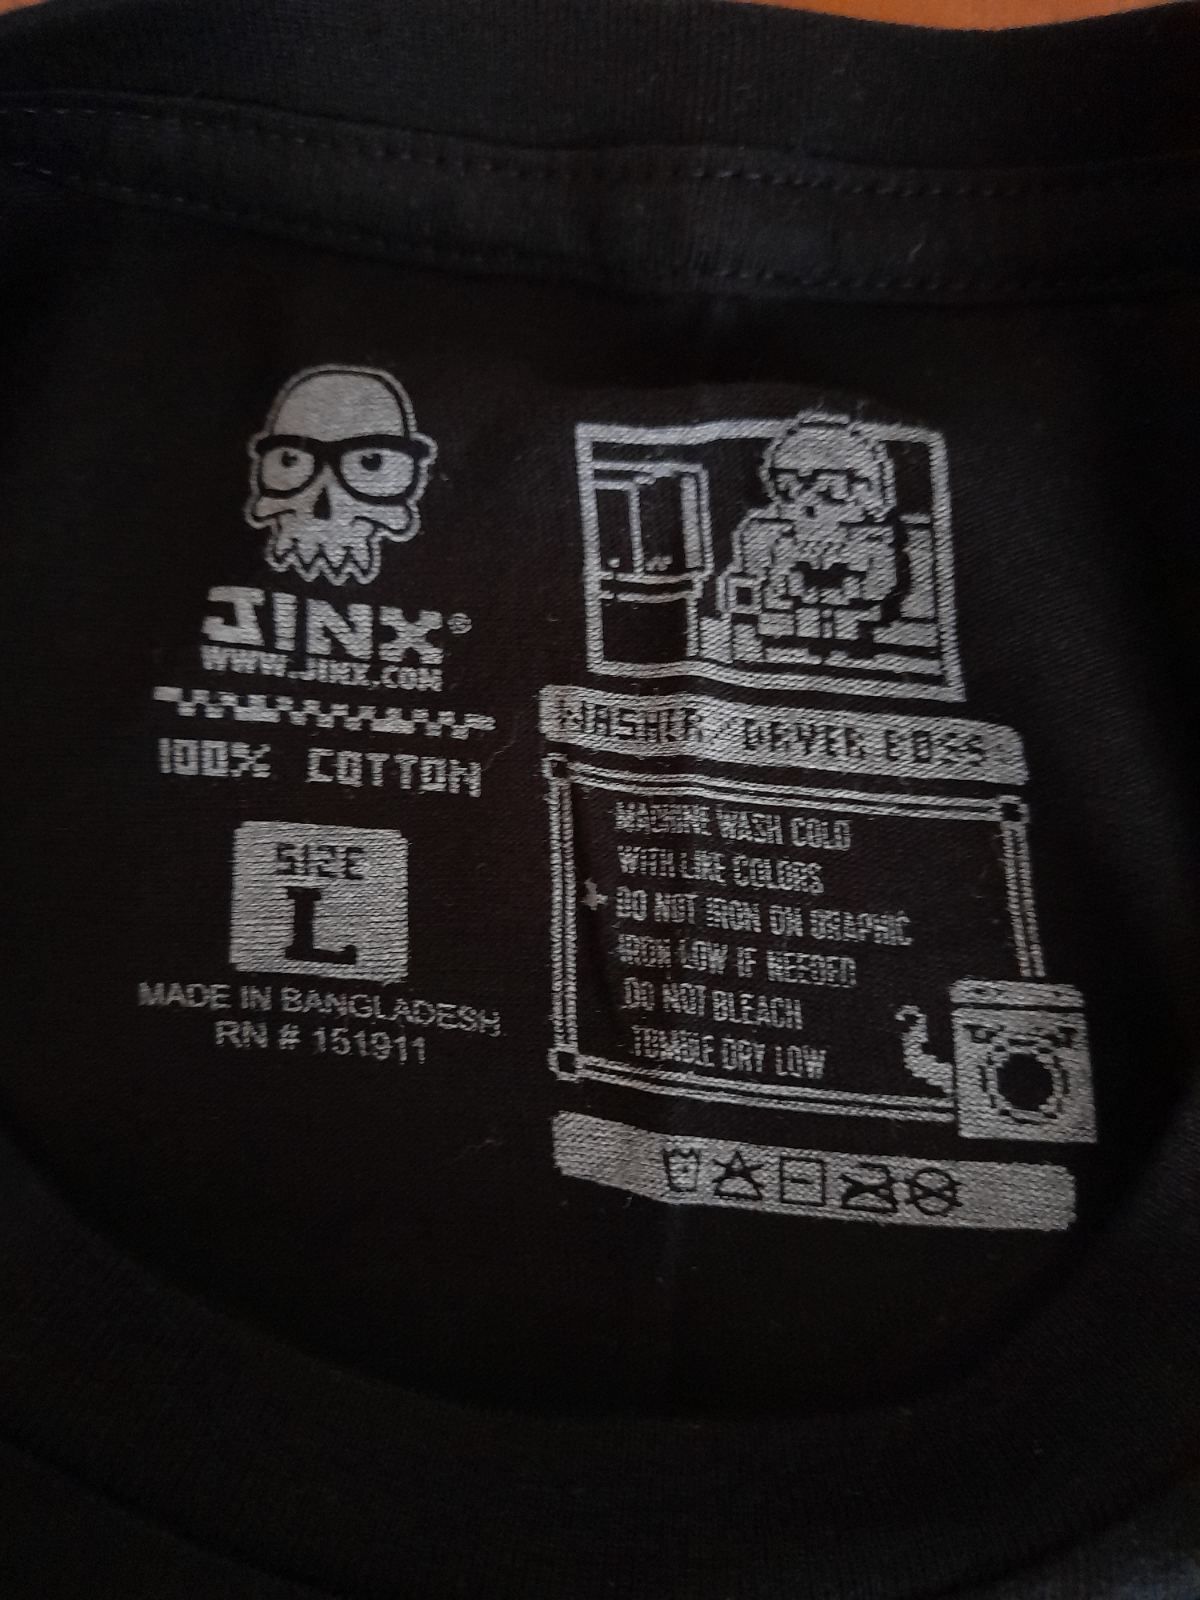 JINX®
WWW.JINX.COM
100% COTTON
SIZE
L
MADE IN BANGLADESH
RN # 151911
WASHER/DRYER BOSS
MACHINE WASH COLD
WITH LIKE COLORS
DO NOT IRON ON GRAPHIC
IRON LOW IF NEEDED
DO NOT BLEACH
TUMBLE DRY LOW